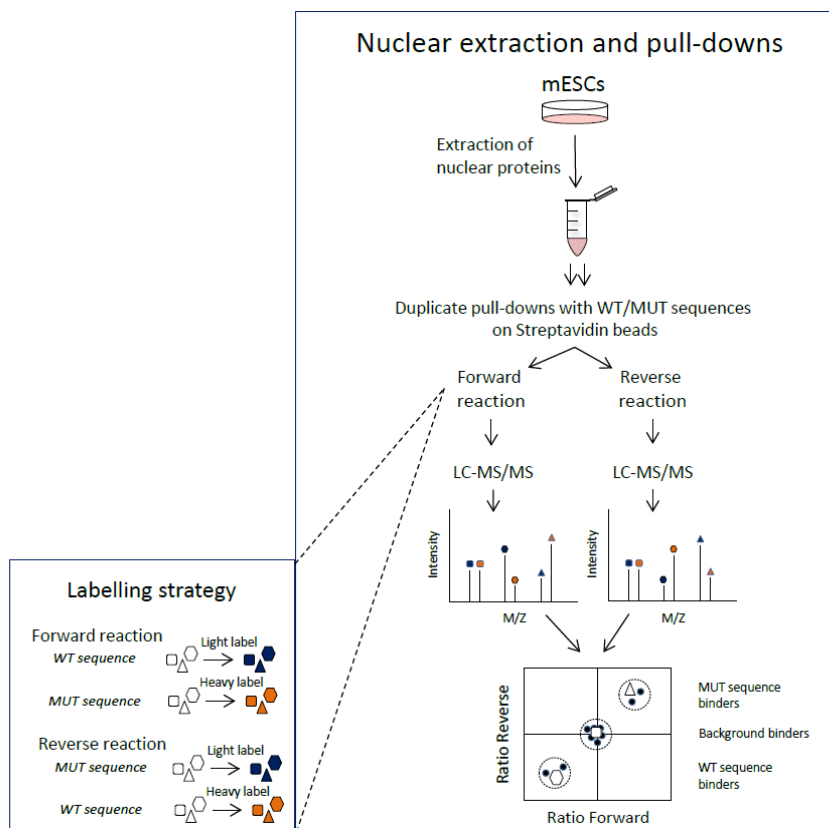 Nuclear extraction and pull-downs
mESCs
Extraction of
nuclear proteins
Duplicate pull-downs with WT/MUT sequences
on Streptavidin beads
Forward
reaction
Reverse
reaction
LC-MS/MS
LC-MS/MS
Intensity
M/Z
Intensity
M/Z
Labelling strategy
Forward reaction
WT sequence
Light label
MUT sequence
Heavy label
Reverse reaction
MUT sequence
Light label
WT sequence
Heavy label
Ratio Reverse
Ratio Forward
MUT sequence
binders
Background binders
WT sequence
binders